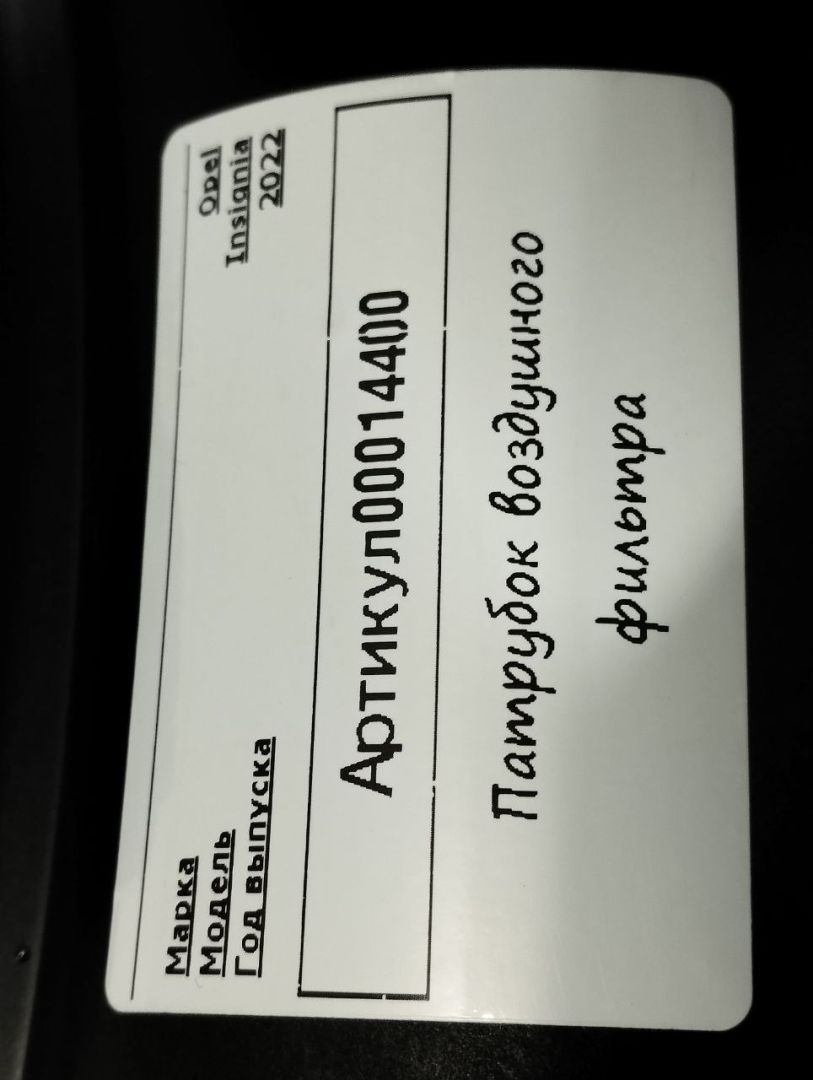 Марка Opel
Модель Insignia
Год выпуска 2022
Артикул00014400
Патрубок воздушного
фильтра